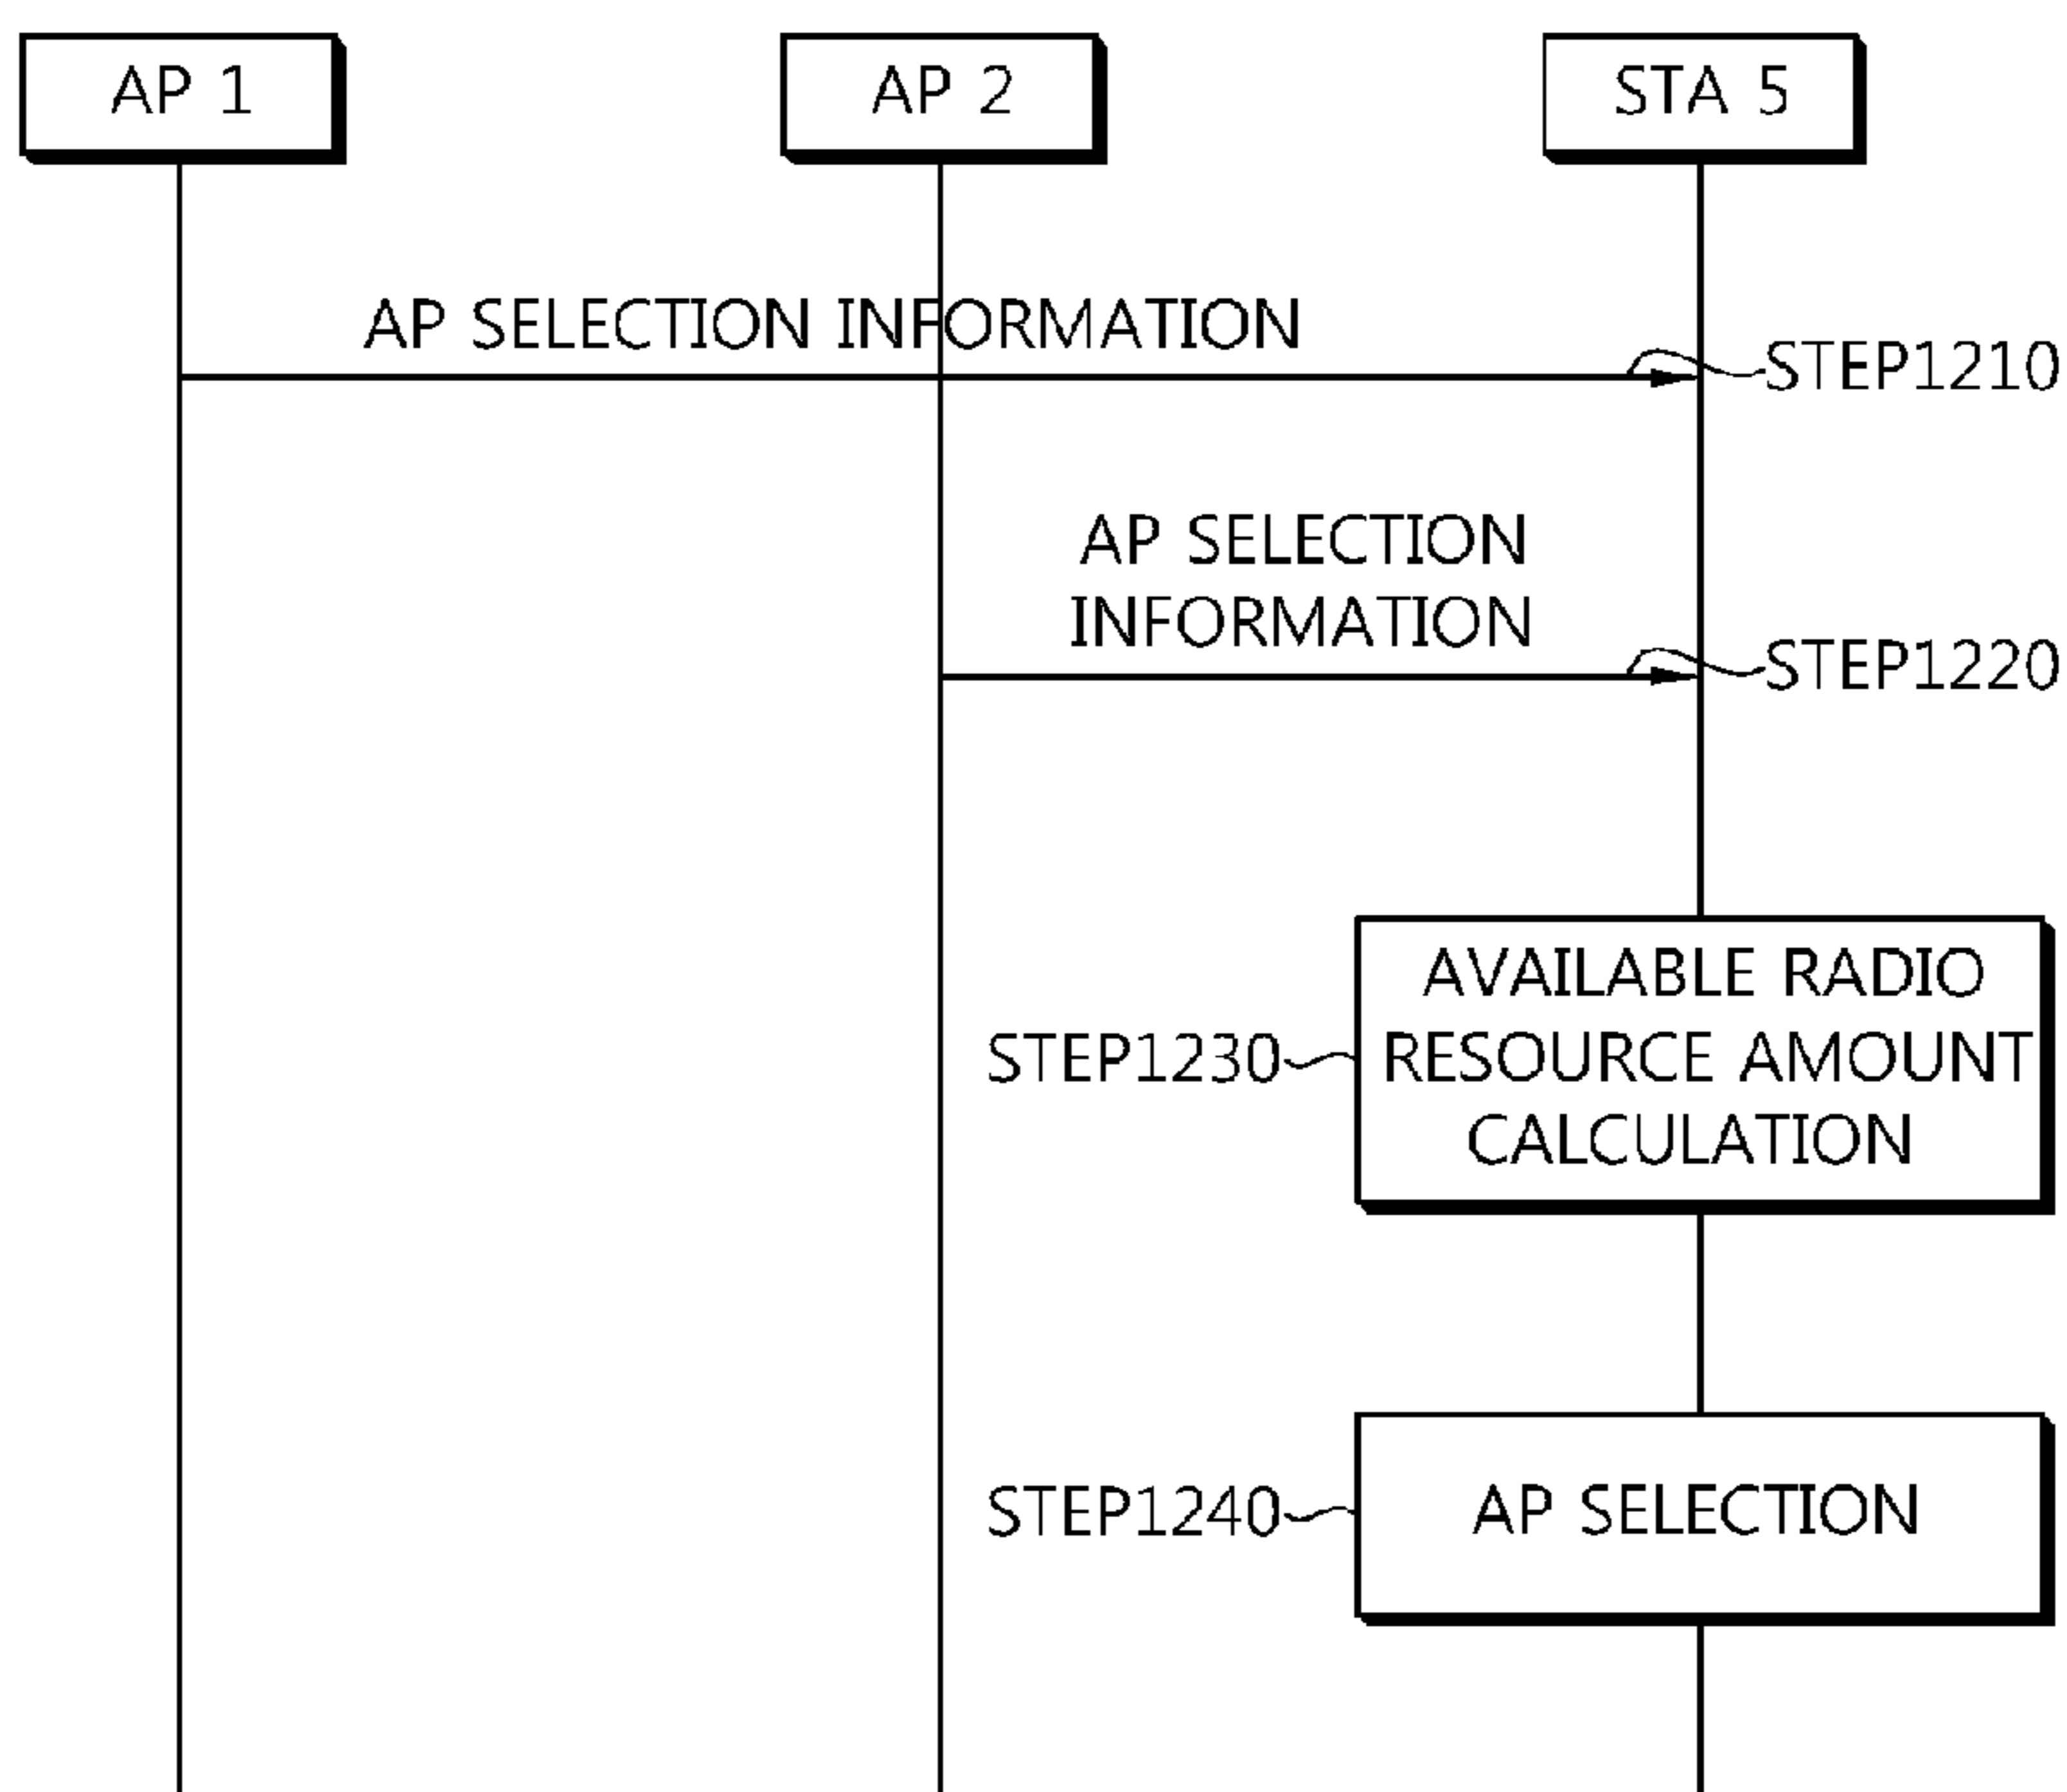 AP 1
AP 2
STA 5
AP SELECTION INFORMATION
STEP1210
AP SELECTION
INFORMATION
STEP1220
AVAILABLE RADIO
RESOURCE AMOUNT
CALCULATION
STEP1230
AP SELECTION
STEP1240